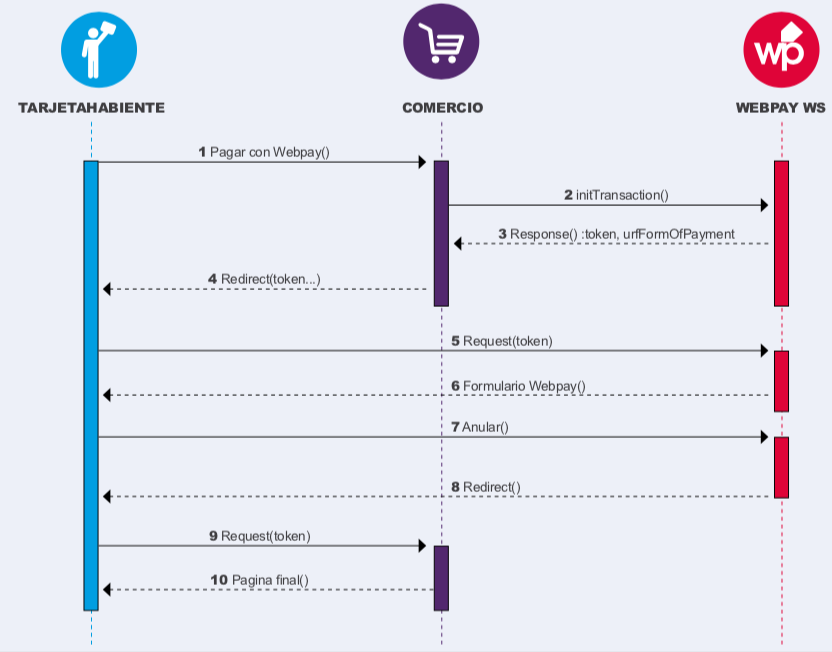 wp
TARJETAHABIENTE
COMERCIO
WEBPAY WS
1 Pagar con Webpay()
2 initTransaction()
3 Response() :token, urfFormOfPayment
4 Redirect(token...)
5 Request(token)
6 Formulario Webpay()
7 Anular()
8 Redirect()
9 Request(token)
10 Pagina final()